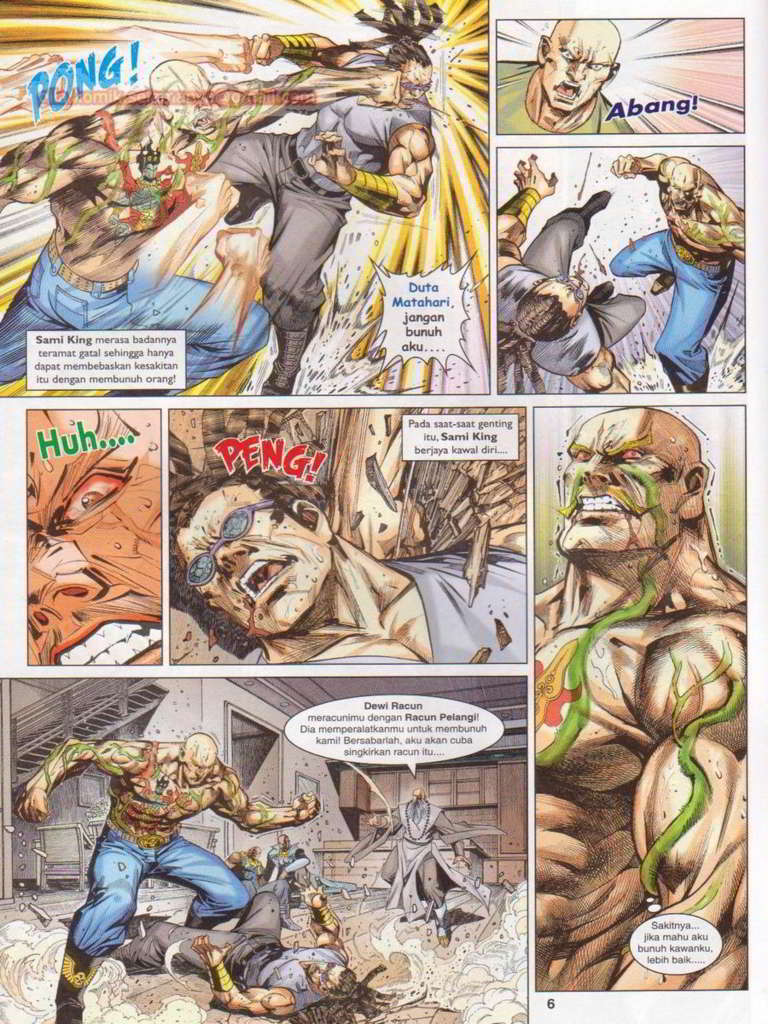 PONG!
Sami King merasa badannya
teramat gatal sehingga hanya
dapat membebaskan kesakitan
itu dengan membunuh orang!
Duta
Matahari,
jangan
bunuh
aku....
Abang!
Huh....
PENG!
Pada saat-saat genting
itu, Sami King
berjaya kawal diri....
Dewi Racun
meracunimu dengan Racun Pelangi!
Dia memperalatkanmu untuk membunuh
kami! Bersabarlah, aku akan cuba
singkirkan racun itu....
Sakitnya...
jika mahu aku
bunuh kawanku,
lebih baik.....
6